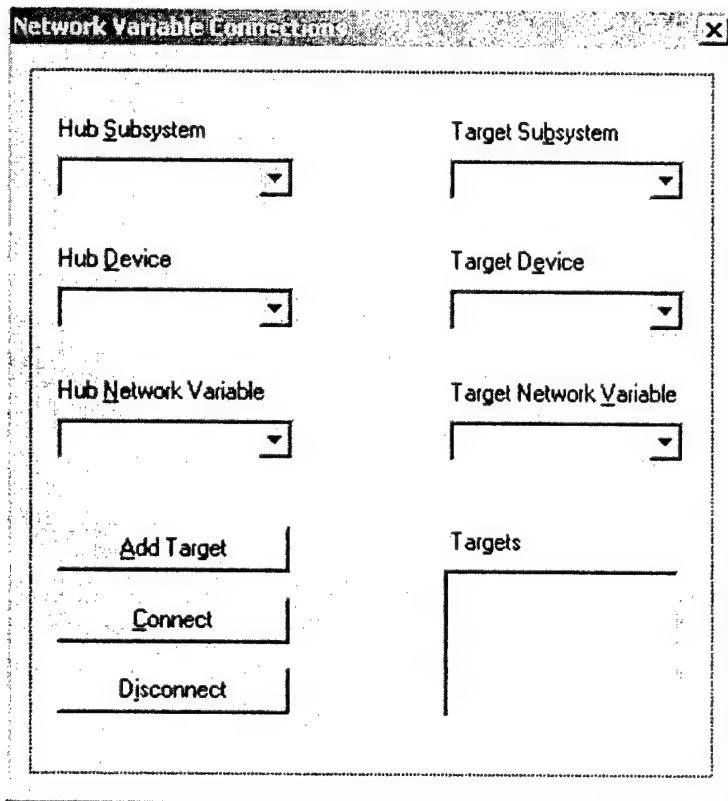 Network Variable Connections
Hub Subsystem
Target Subsystem
Hub Device
Target Device
Hub Network Variable
Target Network Variable
Add Target
Targets
Connect
Disconnect